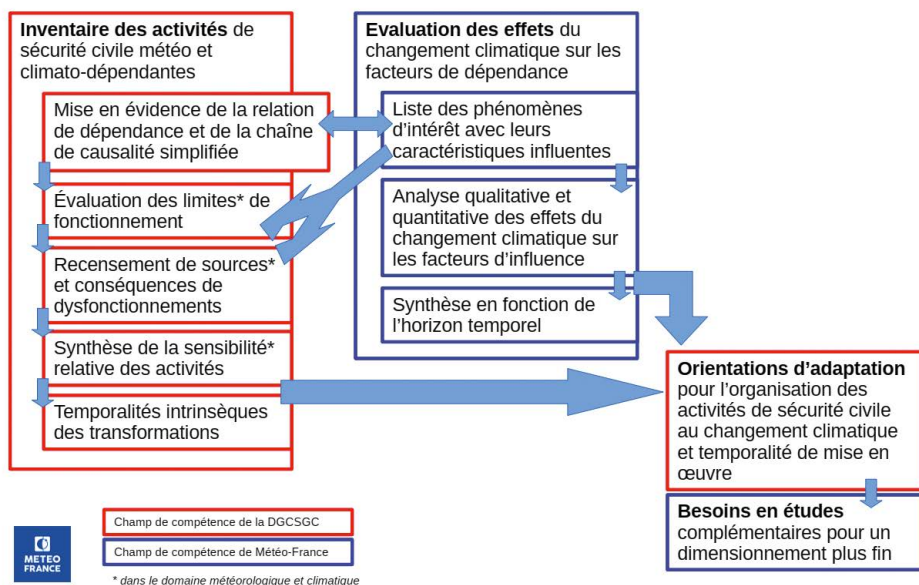 Inventaire des activités de
sécurité civile météo et
climato-dépendantes
Mise en évidence de la relation
de dépendance et de la chaîne
de causalité simplifiée
Évaluation des limites* de
fonctionnement
Recensement de sources*
et conséquences de
dysfonctionnements
Synthèse de la sensibilité*
relative des activités
Temporalités intrinsèques
des transformations
Evaluation des effets du
changement climatique sur les
facteurs de dépendance
Liste des phénomènes
d'intérêt avec leurs
caractéristiques influentes
Analyse qualitative et
quantitative des effets du
changement climatique sur
les facteurs d'influence
Synthèse en fonction de
l'horizon temporel
Orientations d'adaptation
pour l'organisation des
activités de sécurité civile
au changement climatique
et temporalité de mise en
œuvre
Besoins en études
complémentaires pour un
dimensionnement plus fin
METEO
FRANCE
Champ de compétence de la DGCSGC
Champ de compétence de Météo-France
* dans le domaine météorologique et climatique